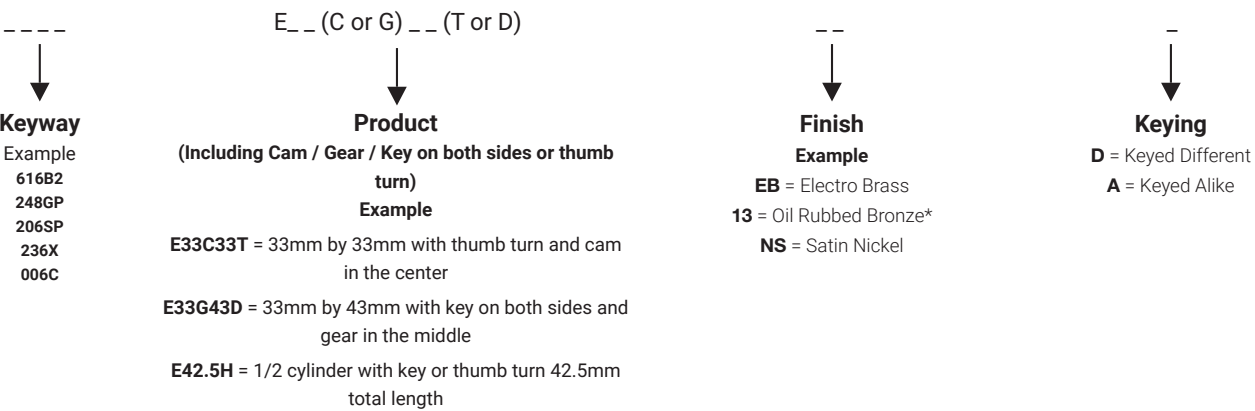 _ _ _ _
Keyway
Example
616B2
248GP
206SP
236X
006C
E_ _ (C or G) _ _ (T or D)
Product
(Including Cam / Gear / Key on both sides or thumb
turn)
Example
E33C33T = 33mm by 33mm with thumb turn and cam
in the center
E33G43D = 33mm by 43mm with key on both sides and
gear in the middle
E42.5H = 1/2 cylinder with key or thumb turn 42.5mm
total length
_ _
Finish
Example
EB = Electro Brass
13 = Oil Rubbed Bronze*
NS = Satin Nickel
_
Keying
D = Keyed Different
A = Keyed Alike